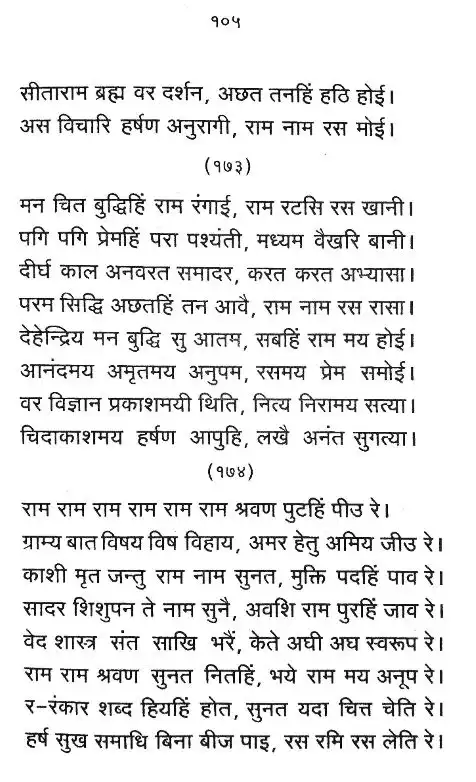 १०५
सीताराम ब्रह्म वर दर्शन, अछत तनहिं हठि होई।
अस विचारि हर्षण अनुरागी, राम नाम रस मोई।
(१७३)
मन चित बुद्धिहिं राम रंगाई, राम रटसि रस खानी।
पगि पगि प्रेमहिं परा पश्यंती, मध्यम वैखरि बानी।
दीर्घ काल अनवरत समादर, करत करत अभ्यासा।
परम सिद्धि अछतहिं तन आवै, राम नाम रस रासा।
देहेन्द्रिय मन बुद्धि सु आतम, सबहिं राम मय होई।
आनंदमय अमृतमय अनुपम, रसमय प्रेम समोई।
वर विज्ञान प्रकाशमयी थिति, नित्य निरामय सत्या।
चिदाकाशमय हर्षण आपुहि, लखै अनंत सुगत्या।
(१७४)
राम राम राम राम राम राम श्रवण पुटहिं पीउ रे।
ग्राम्य बात विषय विष विहाय, अमर हेतु अमिय जीउ रे।
काशी मृत जन्तु राम नाम सुनत, मुक्ति पदहिं पाव रे।
सादर शिशुपन ते नाम सुनै, अवशि राम पुरहिं जाव रे।
वेद शास्त्र संत साखि भरैं, केते अघी अघ स्वरूप रे।
राम राम श्रवण सुनत नितहिं, भये राम मय अनूप रे।
र-रंकार शब्द हियहिं होत, सुनत यदा चित्त चेति रे।
हर्ष सुख समाधि बिना बीज पाइ, रस रमि रस लेति रे।